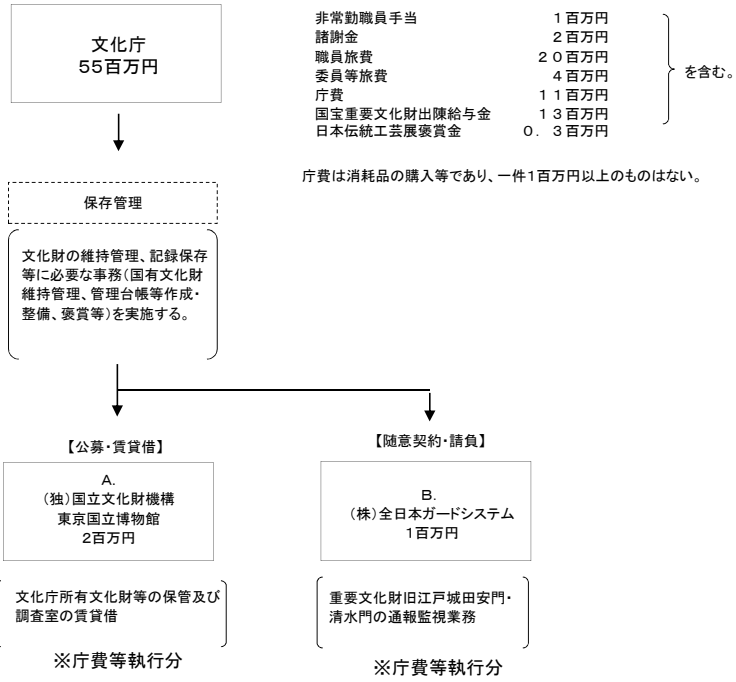 文化庁
55百万円
非常勤職員手当 1百万円
諸謝金 2百万円
職員旅費 20百万円
委員等旅費 4百万円
庁費 11百万円
国宝重要文化財出陳給与金 13百万円
日本伝統工芸展褒賞金 0.3百万円
を含む。
庁費は消耗品の購入等であり、一件1百万円以上のものはない。
保存管理
文化財の維持管理、記録保存
等に必要な事務(国有文化財
維持管理、管理台帳等作成・
整備、褒賞等)を実施する。
【公募・賃貸借】
A.
(独)国立文化財機構
東京国立博物館
2百万円
文化庁所有文化財等の保管及び
調査室の賃貸借
※庁費等執行分
【随意契約・請負】
B.
(株)全日本ガードシステム
1百万円
重要文化財旧江戸城田安門・
清水門の通報監視業務
※庁費等執行分